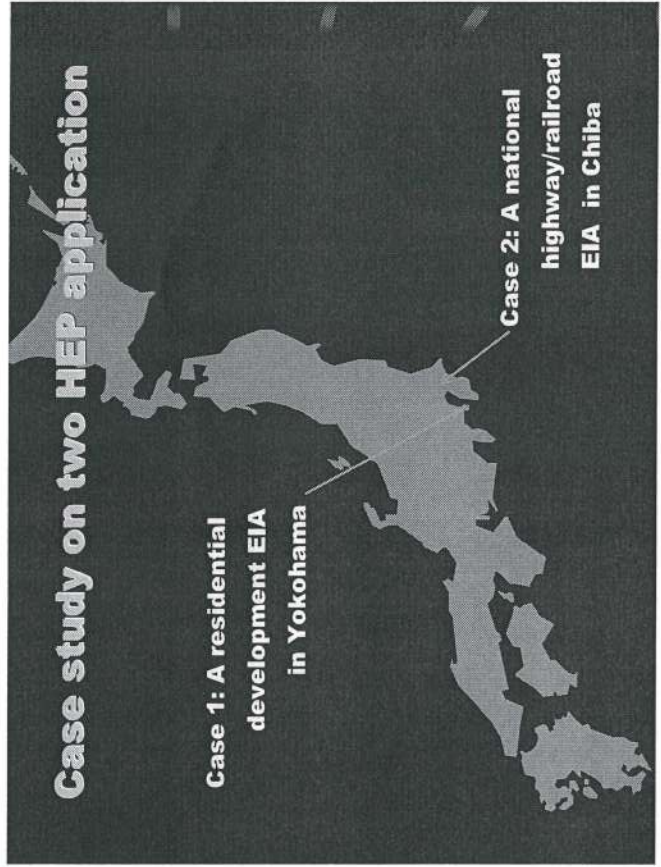 Case study on two HEP application
Case 1: A residential
development EIA
in Yokohama
Case 2: A national
highway/railroad
EIA in Chiba